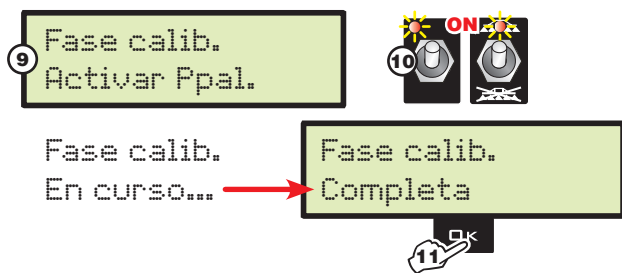 9
Fase calib.
Activar Ppal.
10
ON
Fase calib.
En curso...
Fase calib.
Completa
OK
11